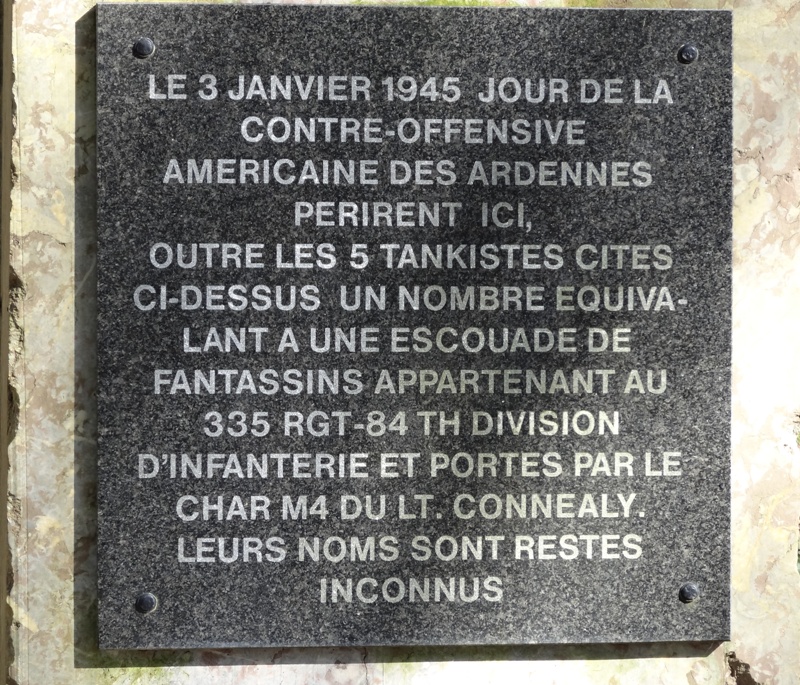 LE 3 JANVIER 1945 JOUR DE LA
CONTRE-OFFENSIVE
AMERICAINE DES ARDENNES
PERIRENT ICI,
OUTRE LES 5 TANKISTES CITES
CI-DESSUS UN NOMBRE EQUIVA-
LANT A UNE ESCOUADE DE
FANTASSINS APPARTENANT AU
335 RGT-84 TH DIVISION
D'INFANTERIE ET PORTES PAR LE
CHAR M4 DU LT. CONNEALY.
LEURS NOMS SONT RESTES
INCONNUS